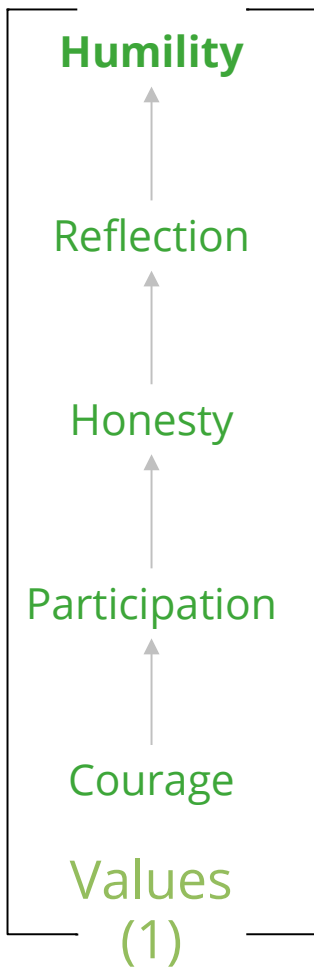 Humility
Reflection
Honesty
Participation
Courage
Values
(1)